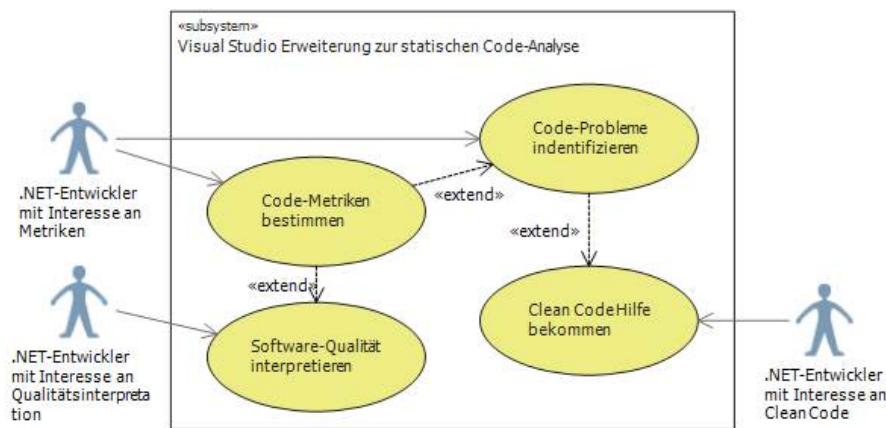 «subsystem»
Visual Studio Erweiterung zur statischen Code-Analyse
Code-Probleme
indentifizieren
.NET-Entwickler
mit Interesse an
Metriken
Code-Metriken
bestimmen
«extend»
«extend»
«extend»
Software-Qualität
interpretieren
Clean Code Hilfe
bekommen
.NET-Entwickler
mit Interesse an
Qualitätsinterpreta
tion
.NET-Entwickler
mit Interesse an
Clean Code